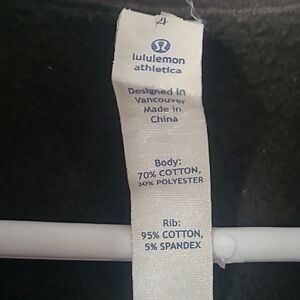 4
lululemon
athletica
Designed in
Vancouver
Made in
China
Body:
70% COTTON,
30% POLYESTER
Rib:
95% COTTON,
5% SPANDEX